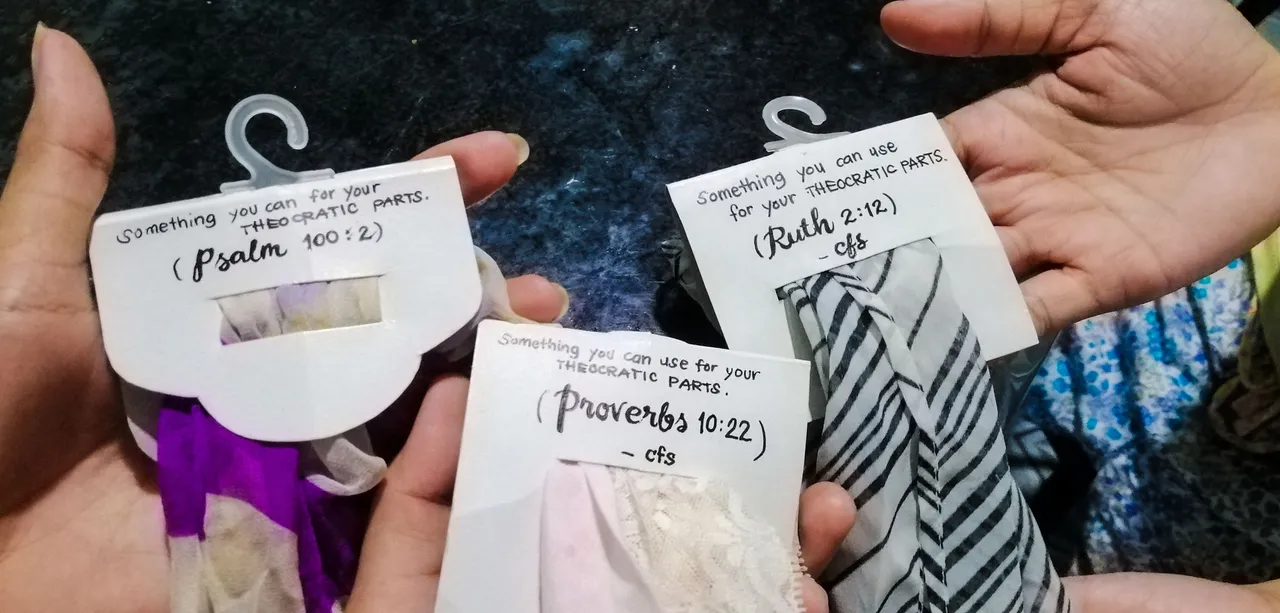 Something you can for your
THEOCRATIC PARTS.
(Psalm 100:2)
Something you can use for your
THEOCRATIC PARTS.
(Proverbs 10:22)
- cfs
Something you can use
for your THEOCRATIC PARTS.
(Ruth 2:12)
- cfs